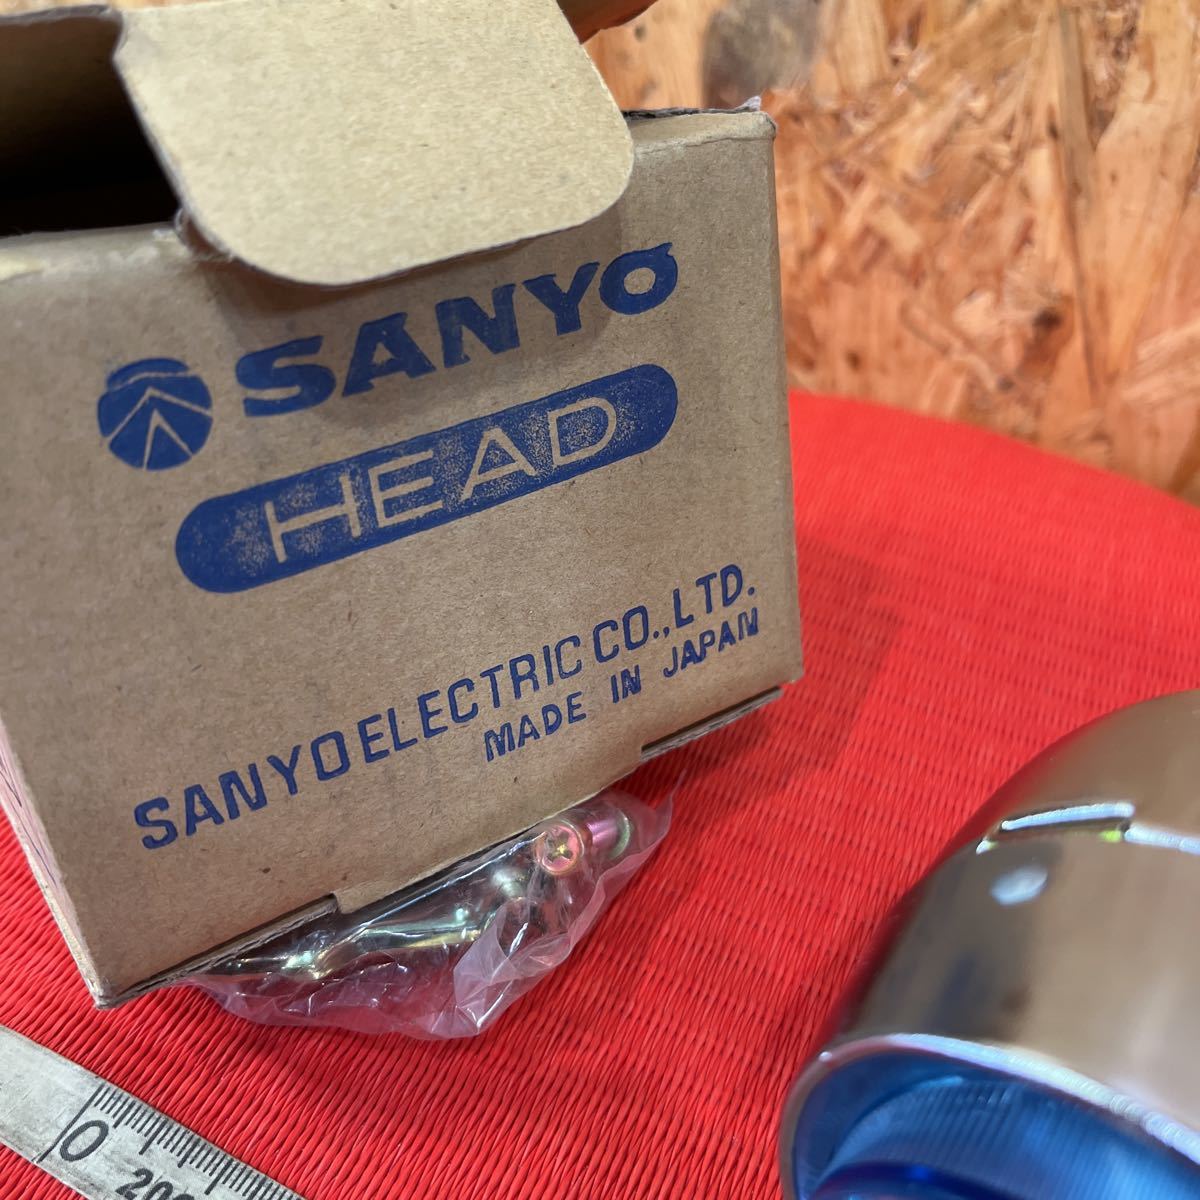 SANYO
HEAD
SANYO ELECTRIC CO.,LTD.
MADE IN JAPAN
0